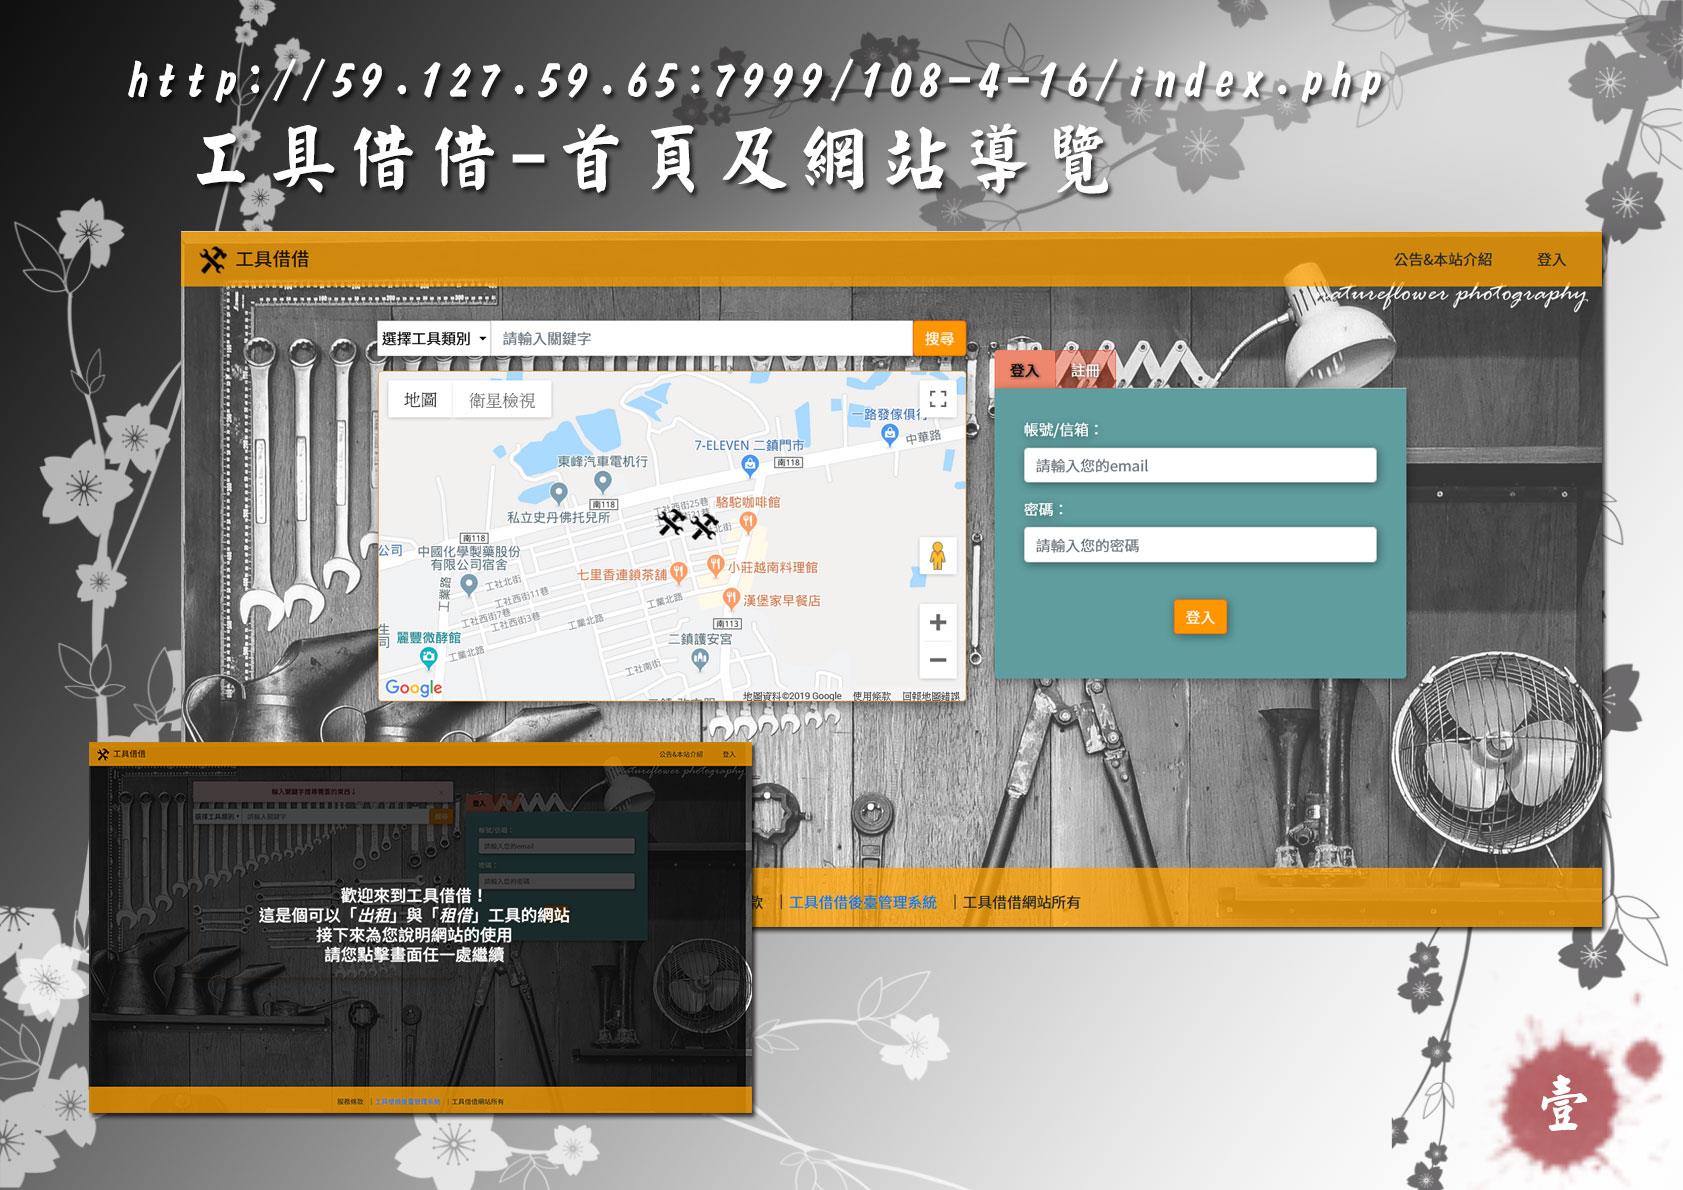 http://59.127.59.65:7999/108-4-16/index.php
工具借借-首頁及網站導覽
工具借借
公告&本站介紹
登入
natureflower photography
選擇工具類別
請輸入關鍵字
搜尋
登入
註冊
地圖
衛星檢視
一路發傢俱行
中華路
7-ELEVEN 二鎮門市
南118
東峰汽車電机行
南118
私立史丹佛托兒所
工社西街25巷
駱駝咖啡館
南118
公司
中國化學製藥股份
有限公司宿舍
七里香連鎖茶舖
小莊越南料理館
工業路
工社北街
工社西街11巷
工業北路
漢堡家早餐店
工社西街7巷
工社西街3巷
工業北路
南113
生
司
麗豐微酵館
二鎮護安宮
工業北路
工社南街
Google
地圖資料©2019 Google
使用條款
回報地圖錯誤
帳號/信箱：
請輸入您的email
密碼：
請輸入您的密碼
登入
款
｜工具借借後臺管理系統
｜工具借借網站所有
工具借借
公告&本站介紹
登入
natureflower photography
輸入關鍵字搜尋需要的東西↓
選擇工具類別
請輸入關鍵字
搜尋
登入
帳號/信箱：
請輸入您的email
密碼：
請輸入您的密碼
歡迎來到工具借借！
這是個可以「出租」與「租借」工具的網站
接下來為您說明網站的使用
請您點擊畫面任一處繼續
服務條款
｜工具借借後臺管理系統
｜工具借借網站所有
壹